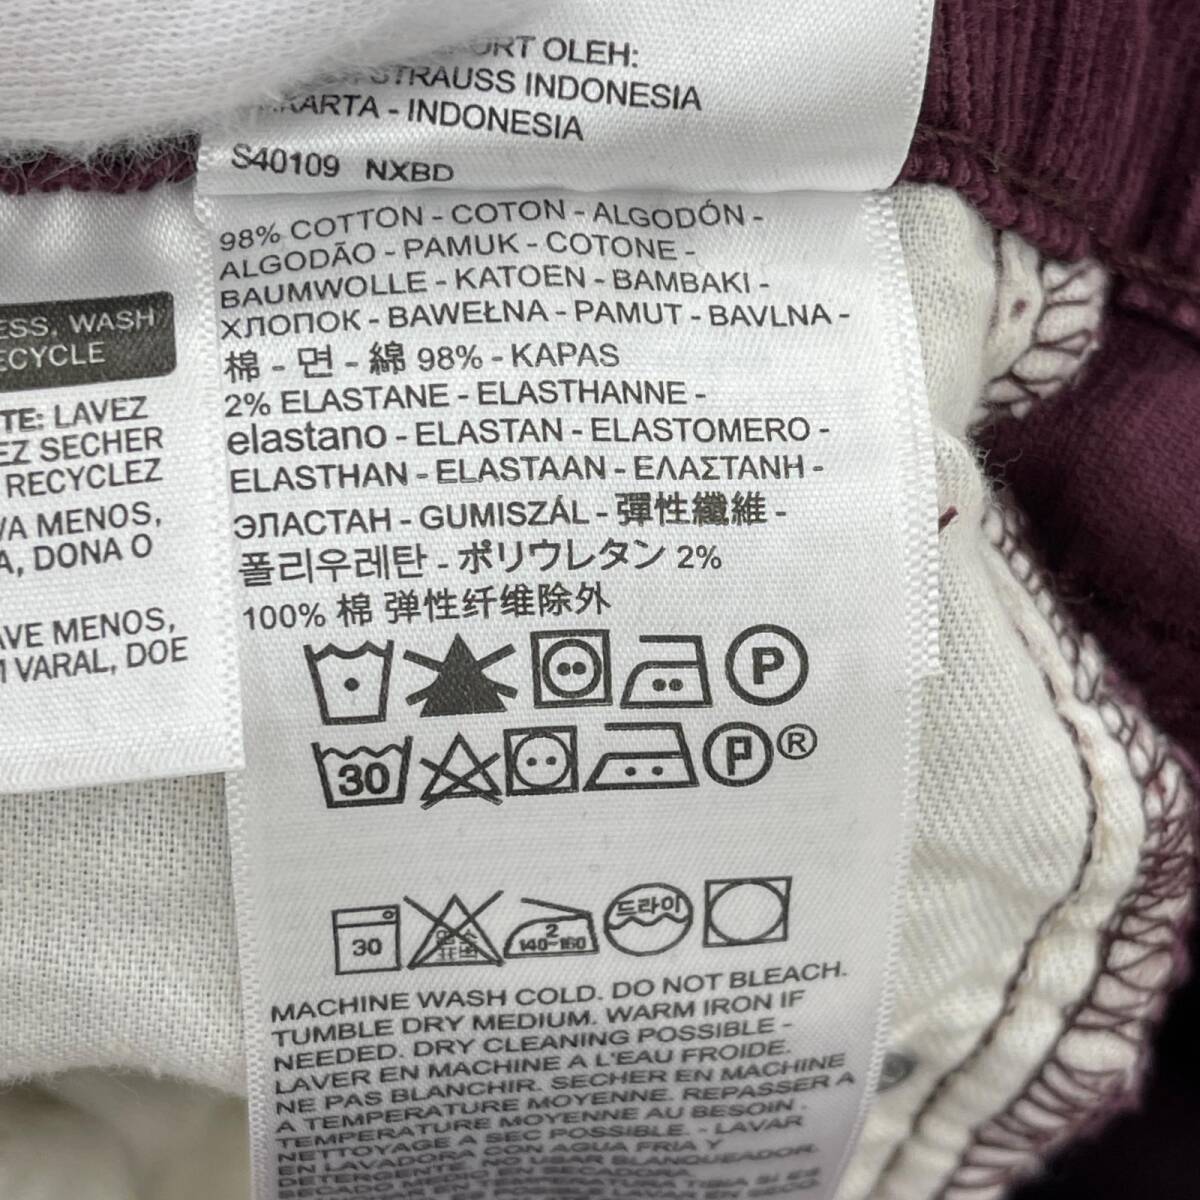 OLEH:
STRAUSS INDONESIA
- INDONESIA
S40109 NXBD
98% COTTON - COTON - ALGODÓN -
ALGODÃO - PAMUK - COTONE -
BAUMWOLLE - KATOEN - BAMBAKI -
ХЛОПОК - BAWEŁNA - PAMUT - BAVLNA -
棉 - 면 - 綿 98% - KAPAS
2% ELASTANE - ELASTHANNE -
elastano - ELASTAN - ELASTOMERO -
ELASTHAN - ELASTAAN - ΕΛΑΣΤΑΝΗ -
ЭЛАСТАН - GUMISZÁL - 彈性纖維 -
폴리우레탄 - ポリウレタン 2%
100% 棉 弹性纤维除外
P
30 P®
30 2 140~160 드라이
MACHINE WASH COLD. DO NOT BLEACH.
TUMBLE DRY MEDIUM. WARM IRON IF
NEEDED. DRY CLEANING POSSIBLE -
LAVER EN MACHINE A L'EAU FROIDE.
NE PAS BLANCHIR. SECHER EN MACHINE
A TEMPERATURE MOYENNE. REPASSER A
TEMPERATURE MOYENNE AU BESOIN.
NETTOYAGE A SEC POSSIBLE. - LAVAR
EN LAVADORA CON AGUA FRIA Y
DETERGENTE. NO USAR BLANQUEADOR.
WASH
LAVEZ
SECHER
RECYCLEZ
MENOS,
DONA O
MENOS,
VARAL, DOE